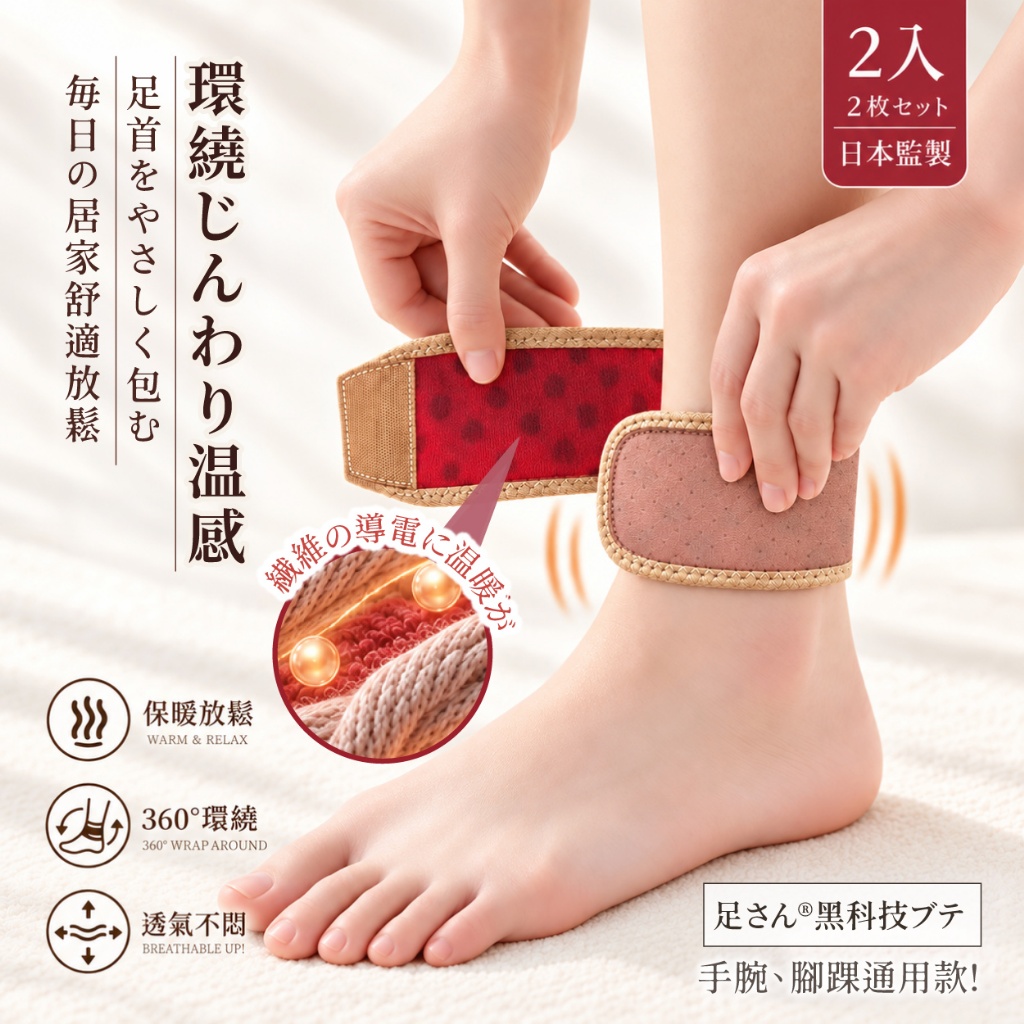 環繞じんわり温感
足首をやさしく包む
毎日の居家舒適放鬆
2入
2枚セット
日本監製
繊維の導電に温暖が
保暖放鬆
WARM & RELAX
360°環繞
360° WRAP AROUND
透氣不悶
BREATHABLE UP!
足さん®黑科技ブテ
手腕、腳踝通用款!